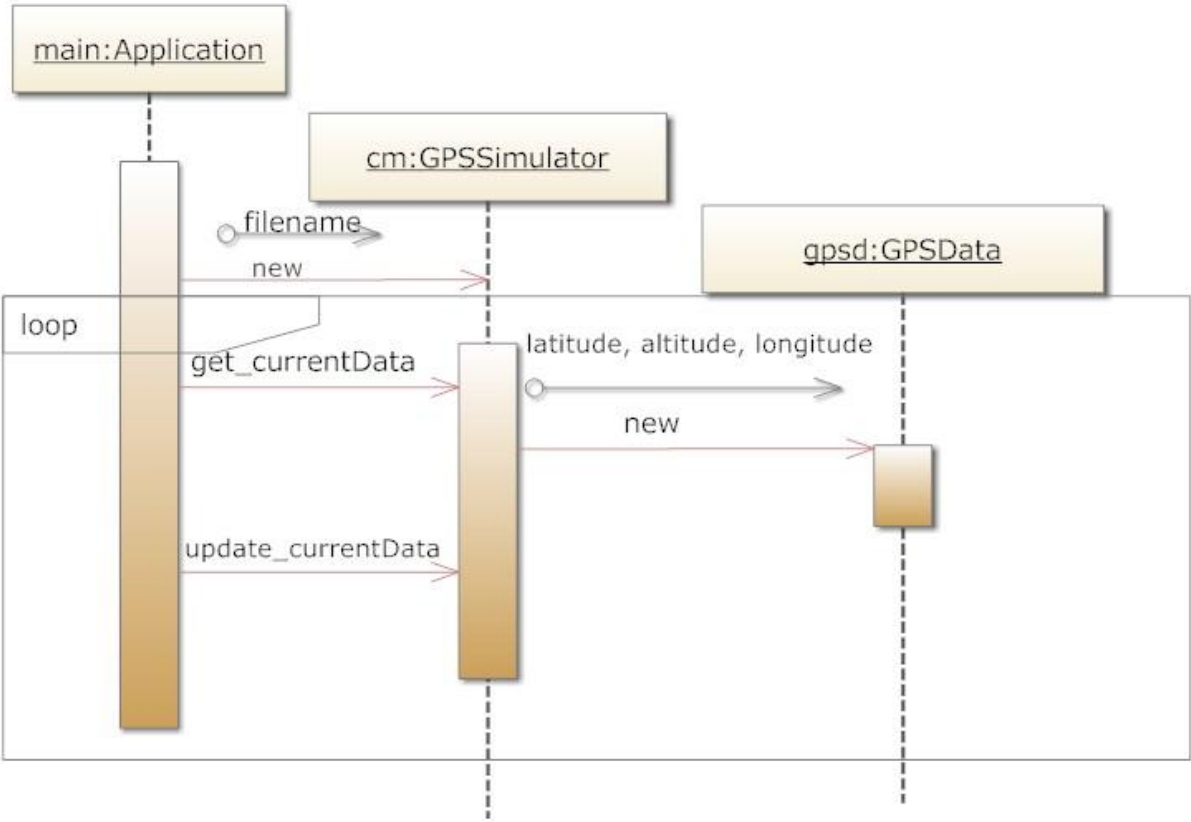 main:Application
cm:GPSSimulator
filename
gpsd:GPSData
new
loop
latitude, altitude, longitude
get_currentData
new
update_currentData